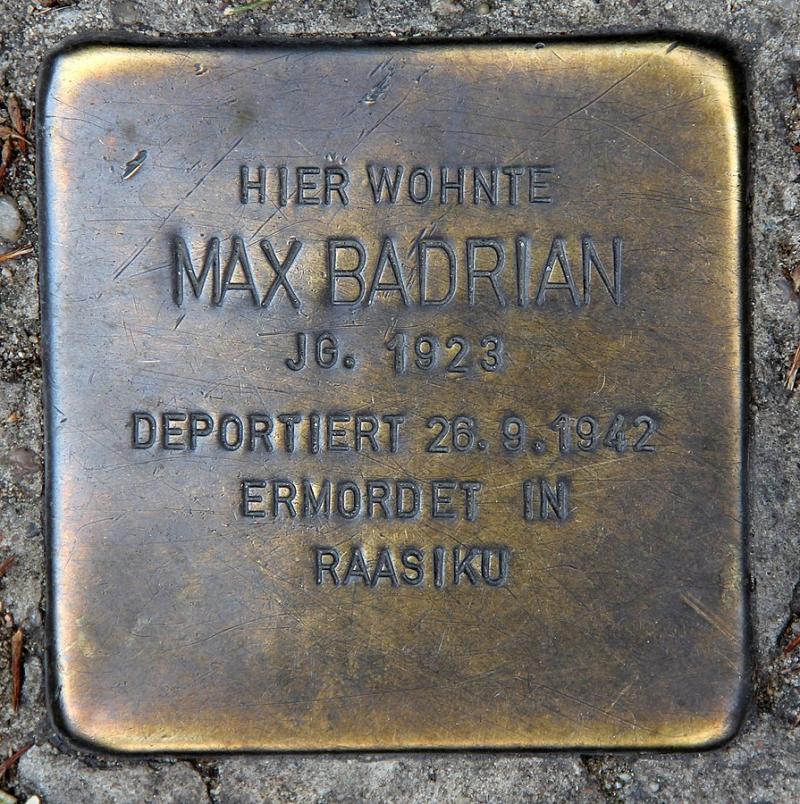 HIER WOHNTE
MAX BADRIAN
JG. 1923
DEPORTIERT 26.9.1942
ERMORDET IN
RAASIKU